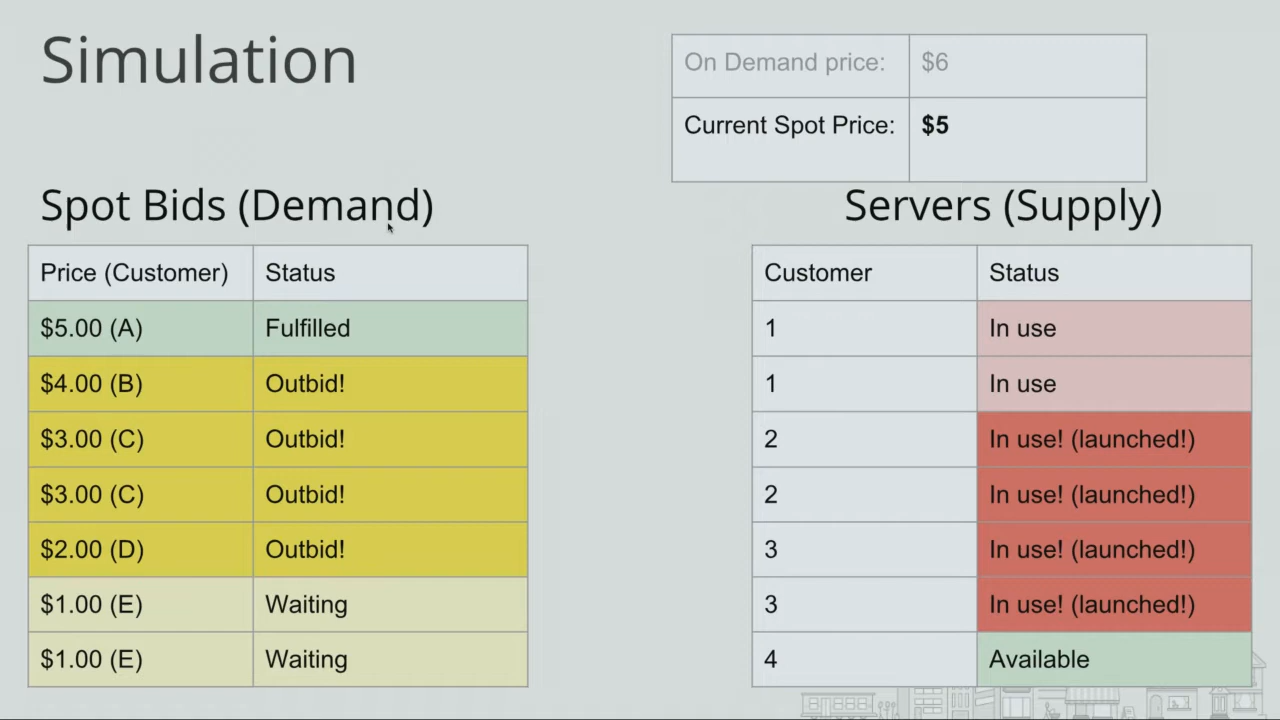 Simulation
On Demand price: $6
Current Spot Price: $5
Spot Bids (Demand)
Price (Customer) Status
$5.00 (A) Fulfilled
$4.00 (B) Outbid!
$3.00 (C) Outbid!
$3.00 (C) Outbid!
$2.00 (D) Outbid!
$1.00 (E) Waiting
$1.00 (E) Waiting
Servers (Supply)
Customer Status
1 In use
1 In use
2 In use! (launched!)
2 In use! (launched!)
3 In use! (launched!)
3 In use! (launched!)
4 Available